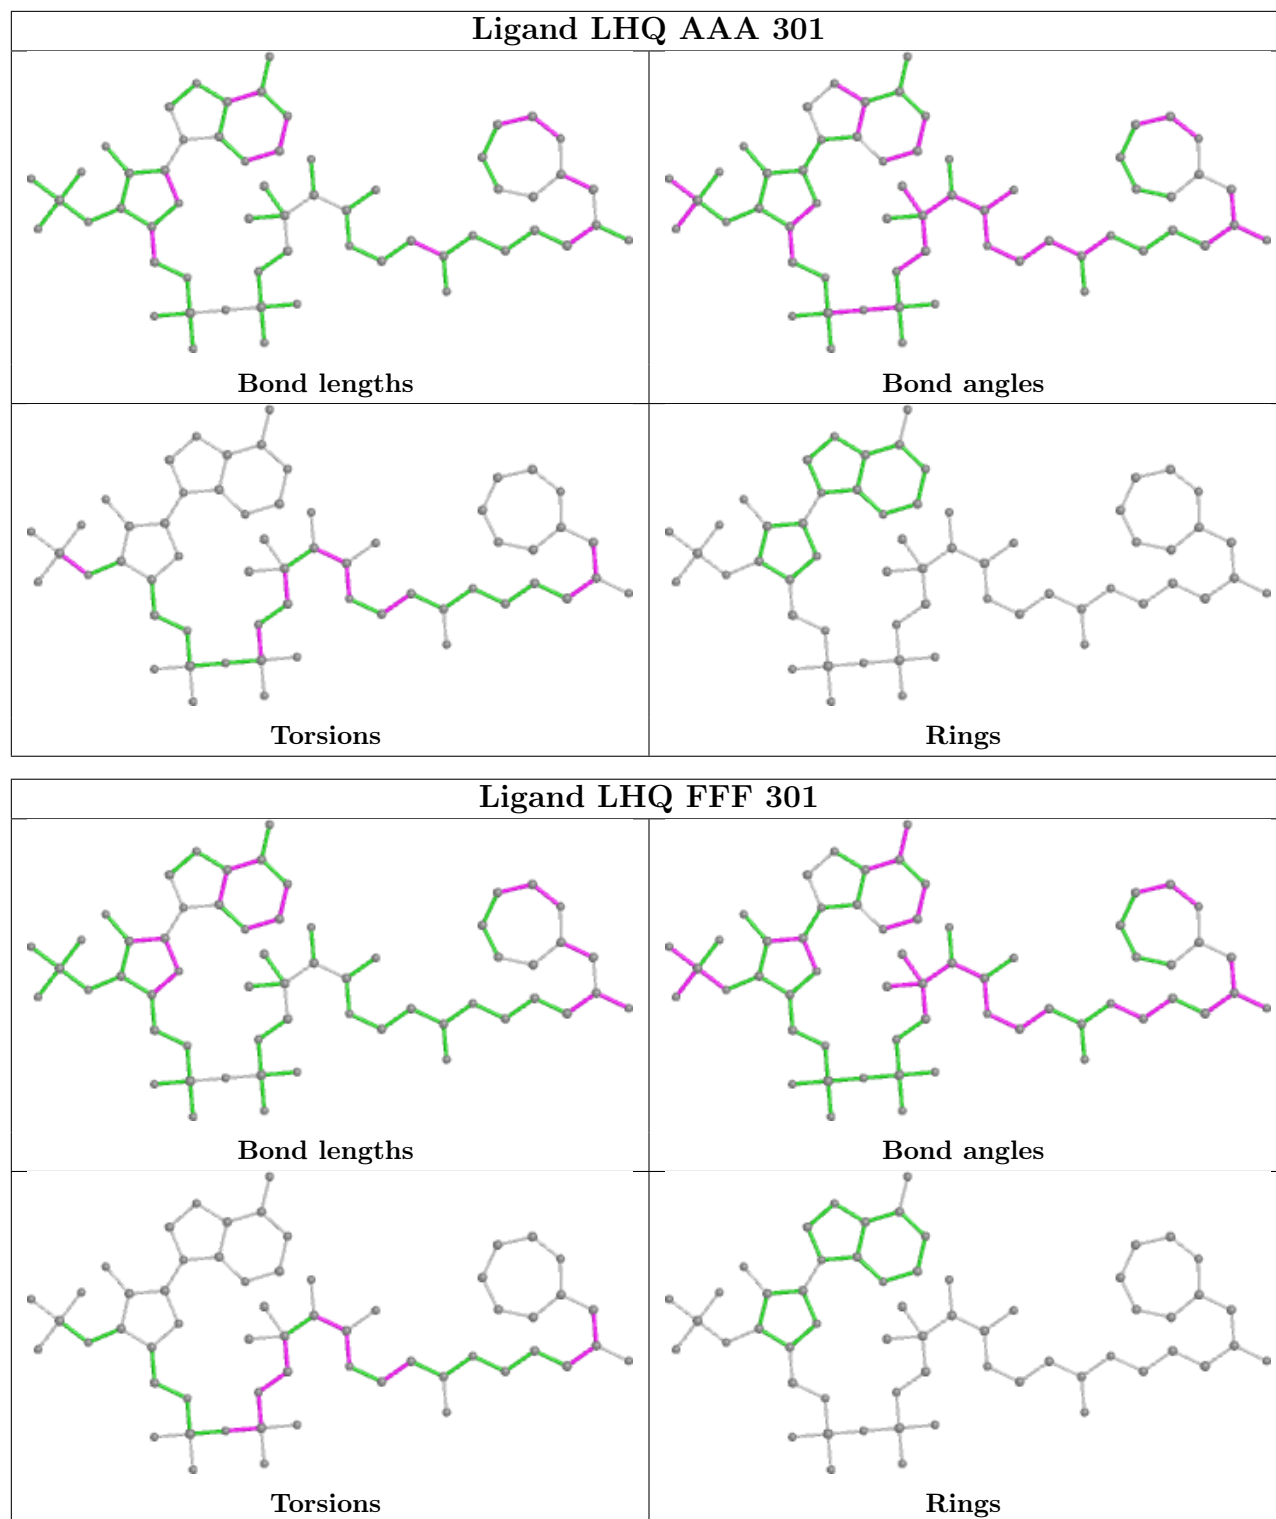 Ligand LHQ AAA 301
Bond lengths
Bond angles
Torsions
Rings
Ligand LHQ FFF 301
Bond lengths
Bond angles
Torsions
Rings